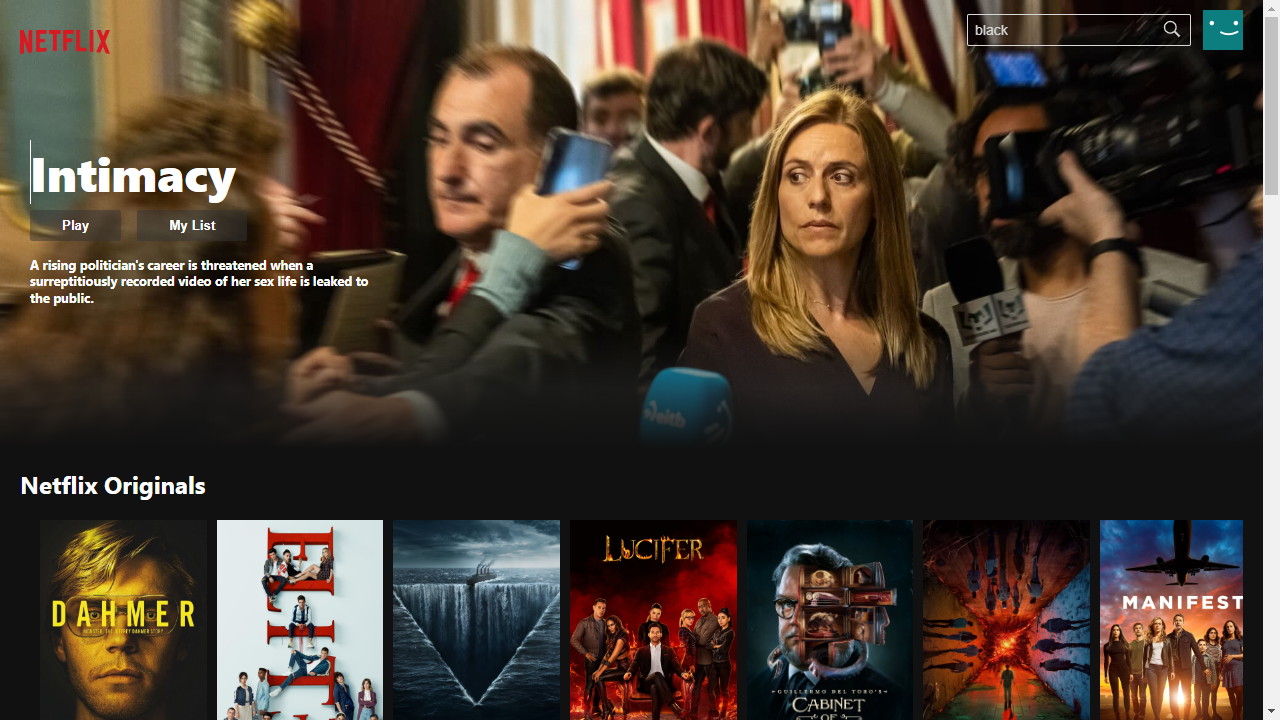 NETFLIX
black
Intimacy
Play
My List
A rising politician's career is threatened when a
surreptitiously recorded video of her sex life is leaked to
the public.
eitb
Netflix Originals
DAHMER
MONSTER: THE JEFFREY DAHMER STORY
ELITE
LUCIFER
GUILLERMO DEL TORO'S
CABINET
OF
MANIFEST